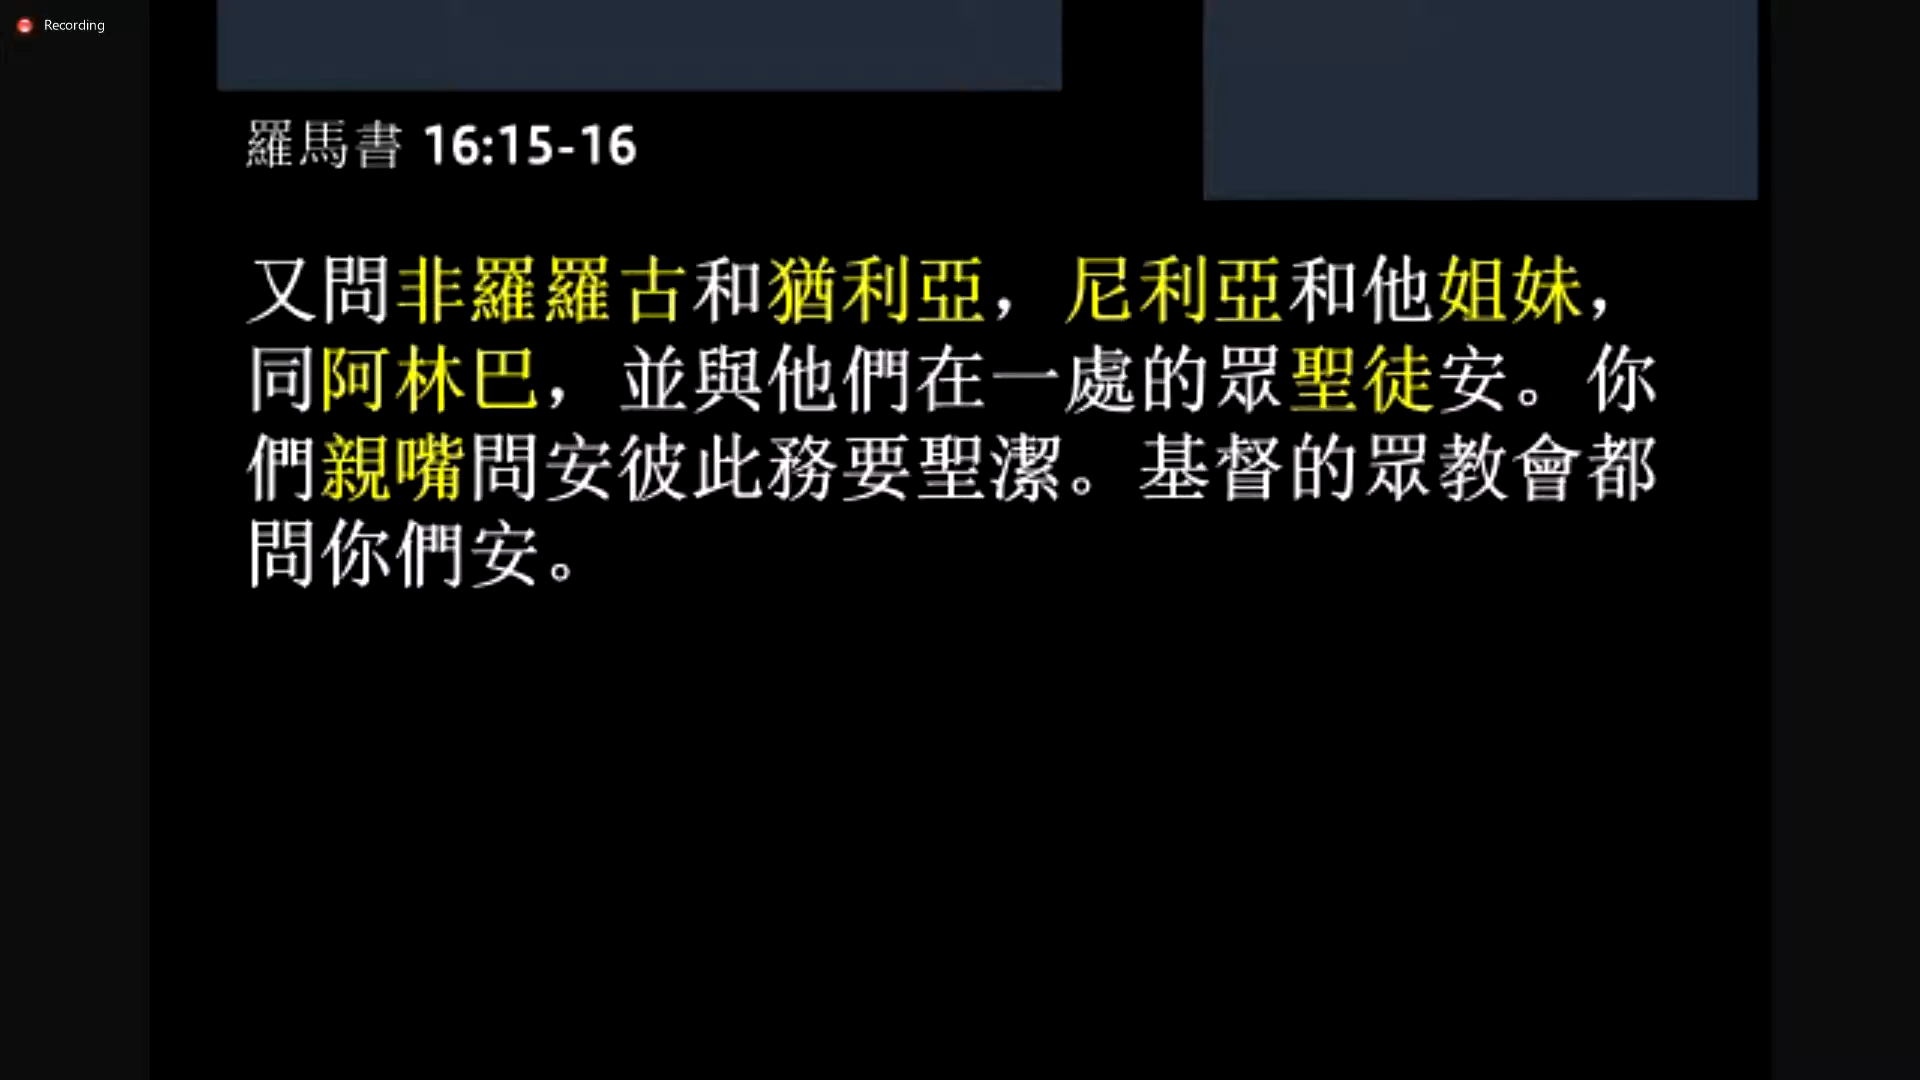 Recording
羅馬書 16:15-16
又問非羅羅古和猶利亞，尼利亞和他姐妹，
同阿林巴，並與他們在一處的眾聖徒安。你
們親嘴問安彼此務要聖潔。基督的眾教會都
問你們安。